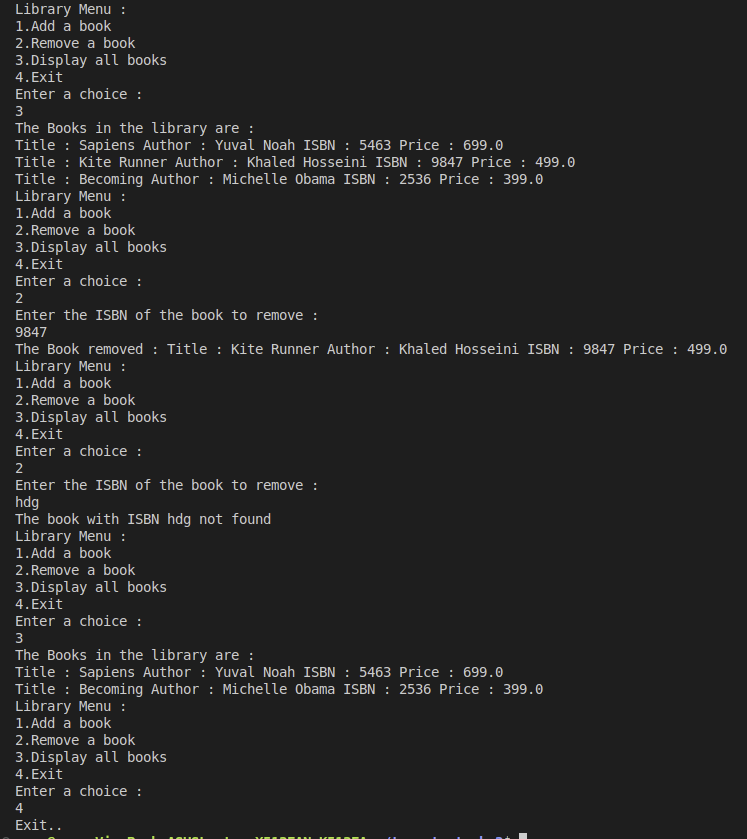 Library Menu :
1.Add a book
2.Remove a book
3.Display all books
4.Exit
Enter a choice :
3
The Books in the library are :
Title : Sapiens Author : Yuval Noah ISBN : 5463 Price : 699.0
Title : Kite Runner Author : Khaled Hosseini ISBN : 9847 Price : 499.0
Title : Becoming Author : Michelle Obama ISBN : 2536 Price : 399.0
Library Menu :
1.Add a book
2.Remove a book
3.Display all books
4.Exit
Enter a choice :
2
Enter the ISBN of the book to remove :
9847
The Book removed : Title : Kite Runner Author : Khaled Hosseini ISBN : 9847 Price : 499.0
Library Menu :
1.Add a book
2.Remove a book
3.Display all books
4.Exit
Enter a choice :
2
Enter the ISBN of the book to remove :
hdg
The book with ISBN hdg not found
Library Menu :
1.Add a book
2.Remove a book
3.Display all books
4.Exit
Enter a choice :
3
The Books in the library are :
Title : Sapiens Author : Yuval Noah ISBN : 5463 Price : 699.0
Title : Becoming Author : Michelle Obama ISBN : 2536 Price : 399.0
Library Menu :
1.Add a book
2.Remove a book
3.Display all books
4.Exit
Enter a choice :
4
Exit..